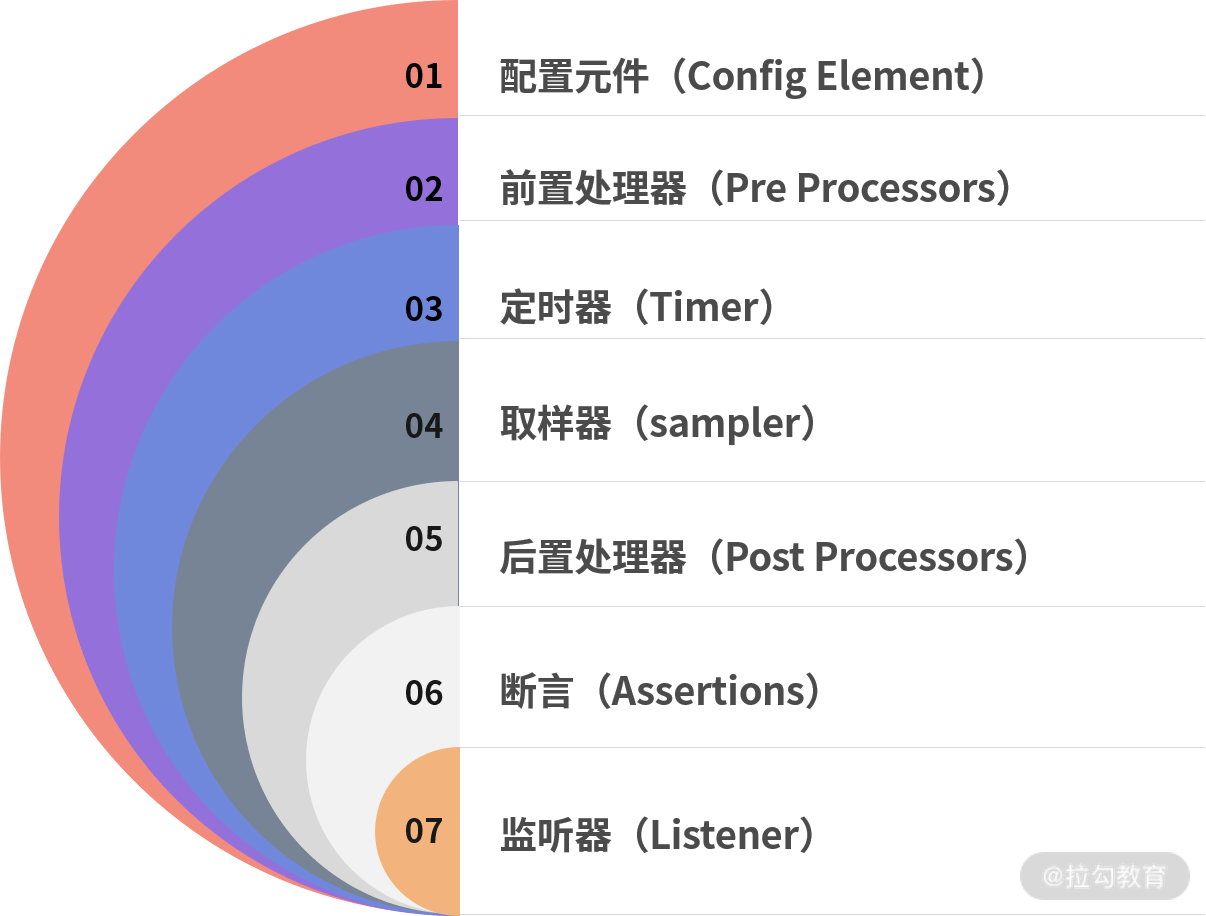 01 配置元件（Config Element）
02 前置处理器（Pre Processors）
03 定时器（Timer）
04 取样器（sampler）
05 后置处理器（Post Processors）
06 断言（Assertions）
07 监听器（Listener）
@拉勾教育